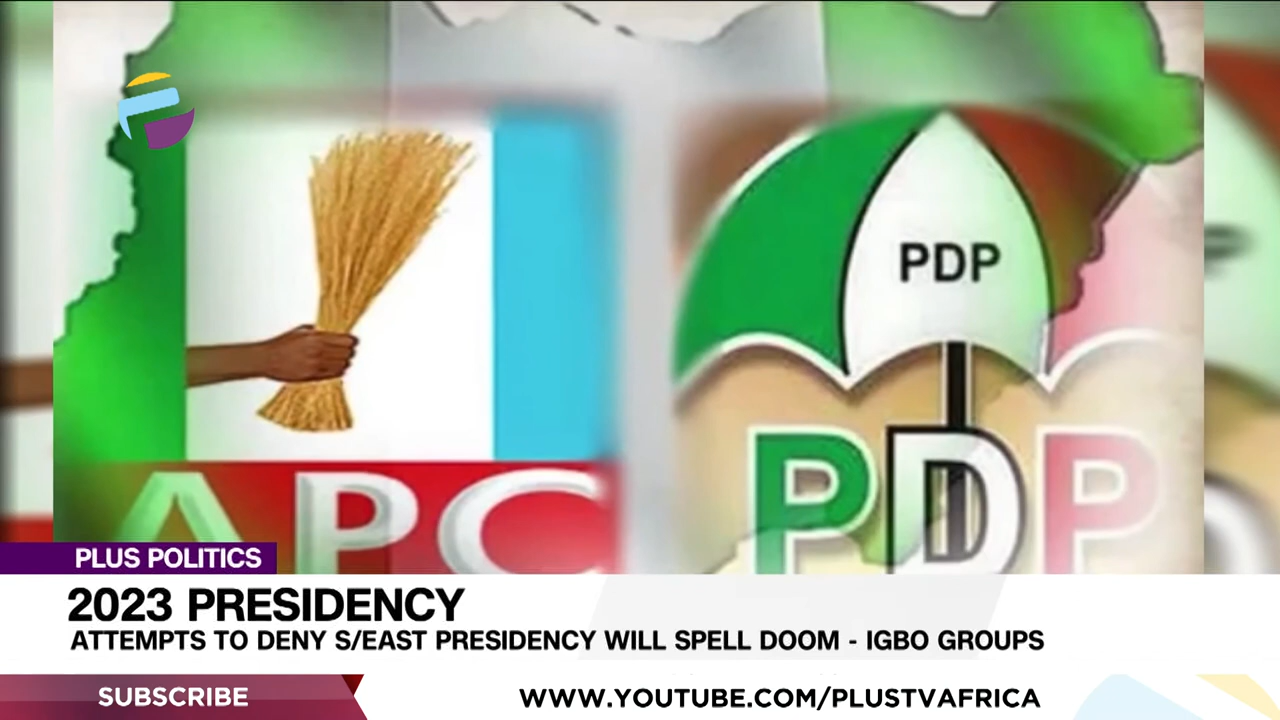 PDP
APC
PDP
PLUS POLITICS
2023 PRESIDENCY
ATTEMPTS TO DENY S/EAST PRESIDENCY WILL SPELL DOOM - IGBO GROUPS
SUBSCRIBE
WWW.YOUTUBE.COM/PLUSTVAFRICA